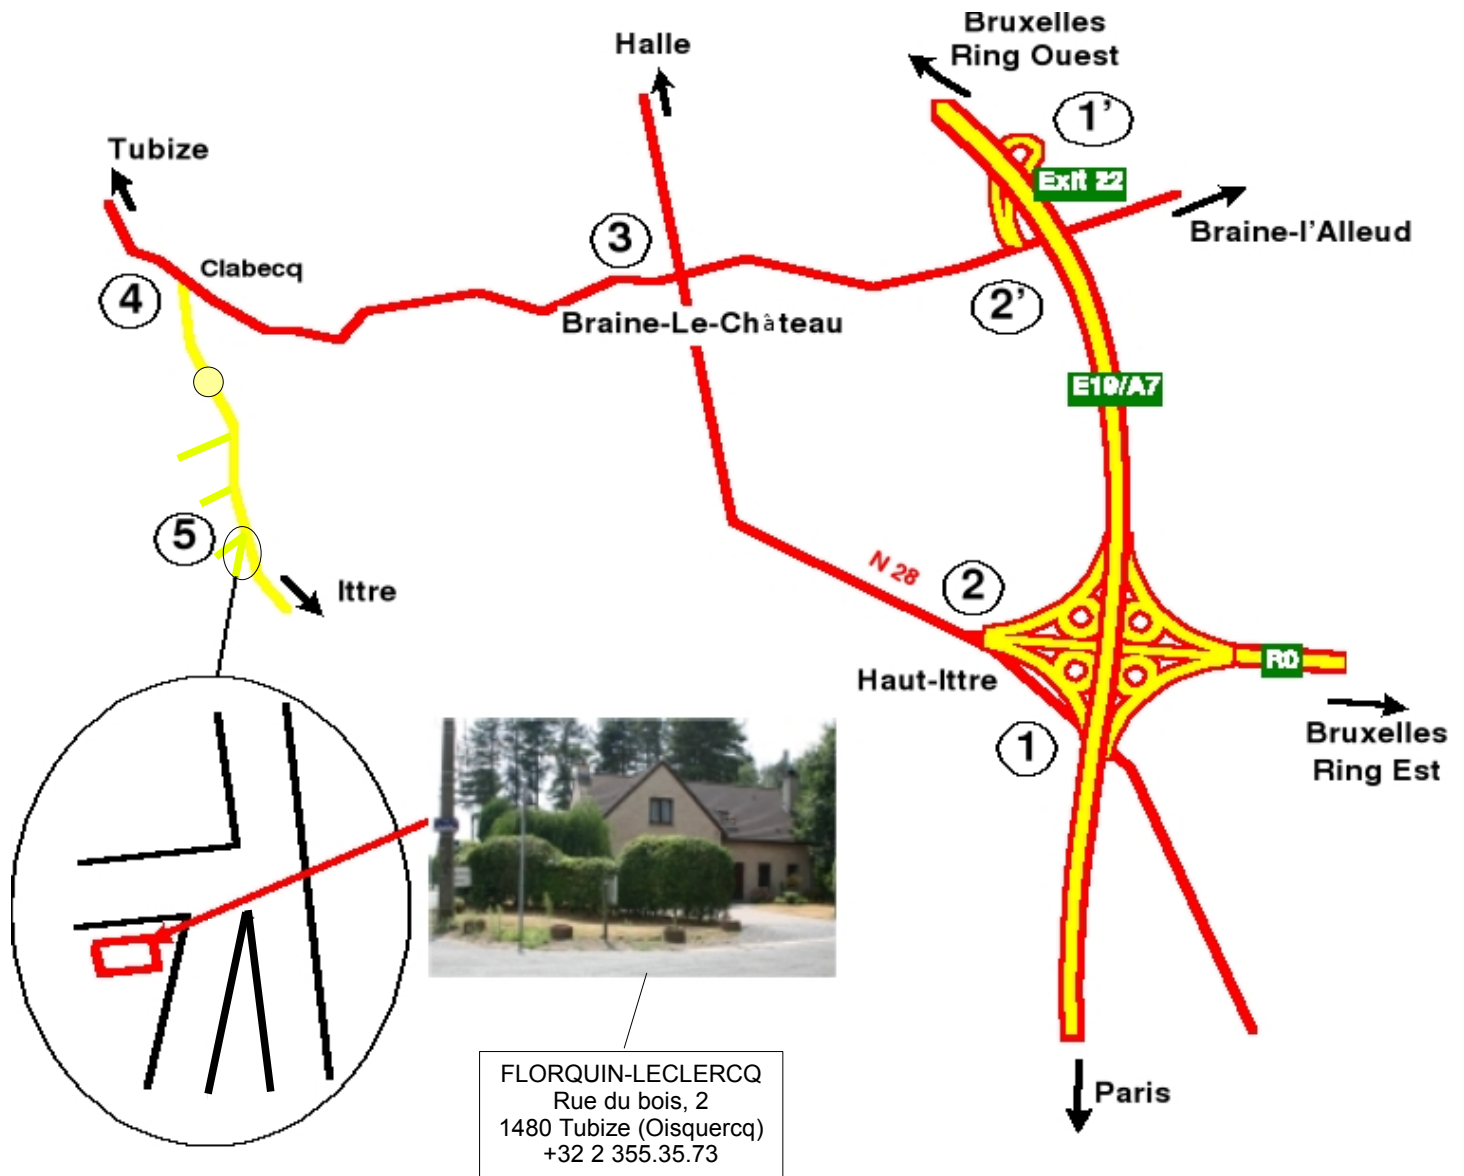 Bruxelles
Ring Ouest
Halle
1’
Tubize
Exit 22
Braine-l’Alleud
3
Clabecq
4
2’
Braine-Le-Château
E19/A7
5
N 28
2
Ittre
R0
Haut-Ittre
1
Bruxelles
Ring Est
FLORQUIN-LECLERCQ
Rue du bois, 2
1480 Tubize (Oisquercq)
+32 2 355.35.73
Paris